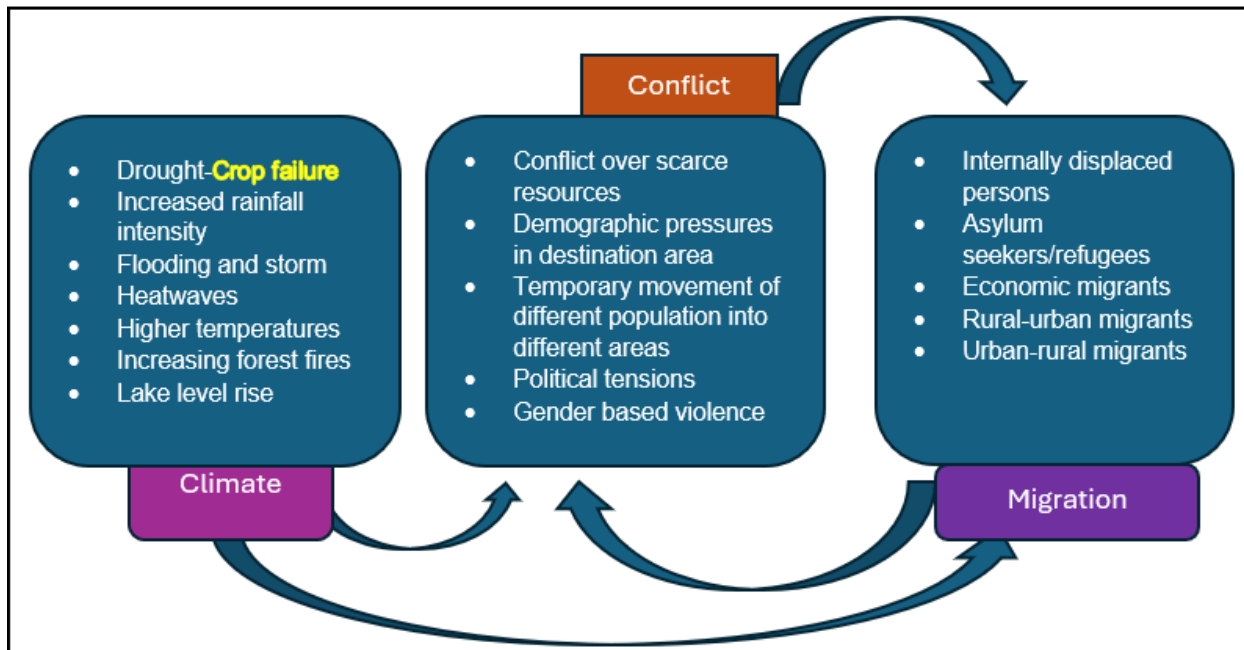 Conflict
• Drought-Crop failure
• Increased rainfall
intensity
• Flooding and storm
• Heatwaves
• Higher temperatures
• Increasing forest fires
• Lake level rise
Climate
• Conflict over scarce
resources
• Demographic pressures
in destination area
• Temporary movement of
different population into
different areas
• Political tensions
• Gender based violence
• Internally displaced
persons
• Asylum
seekers/refugees
• Economic migrants
• Rural-urban migrants
• Urban-rural migrants
Migration